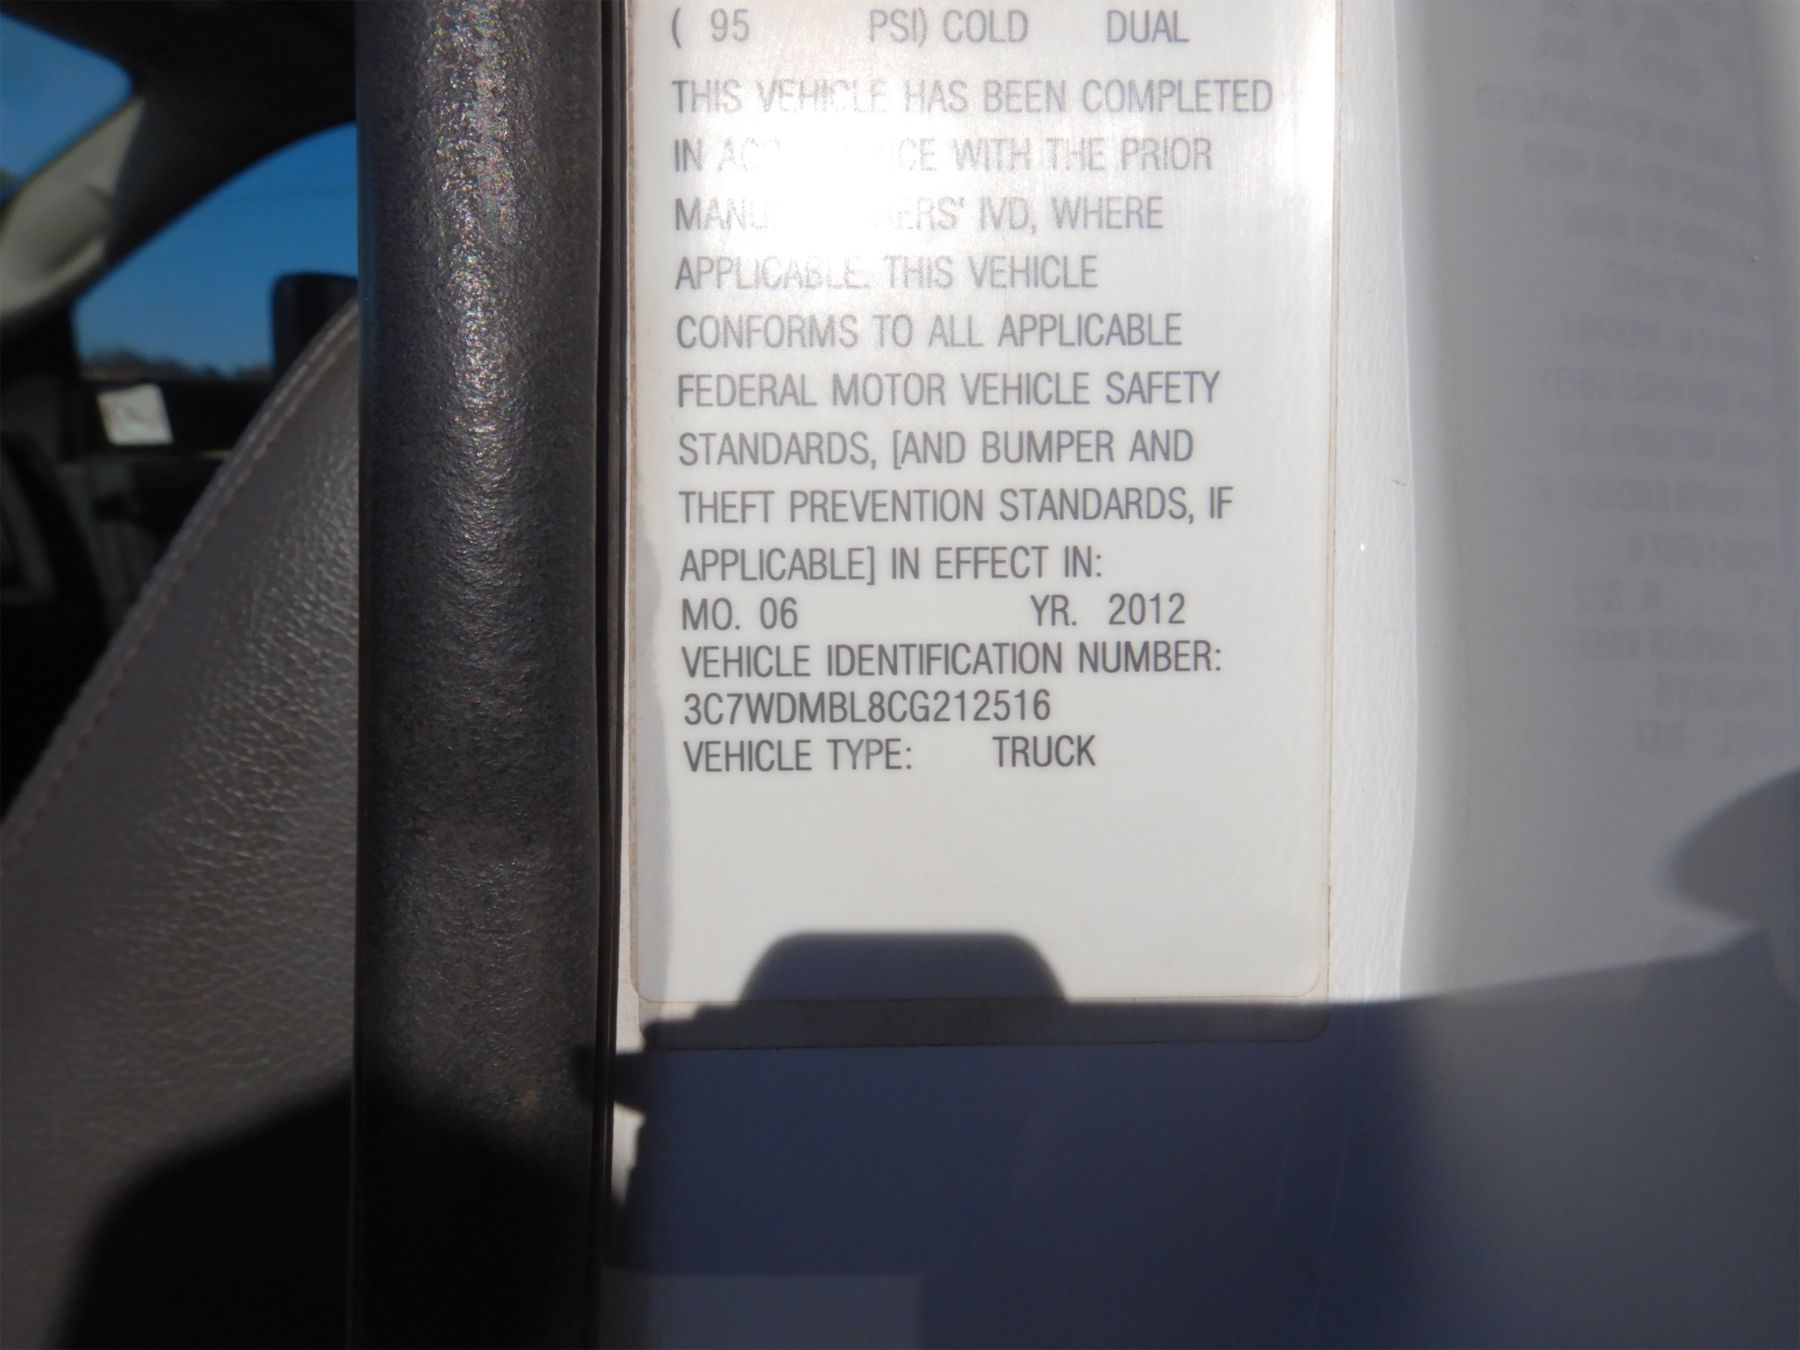 ( 95 PSI) COLD DUAL
THIS VEHICLE HAS BEEN COMPLETED
IN WITH THE PRIOR
IVD, WHERE
APPLICABLE. THIS VEHICLE
CONFORMS TO ALL APPLICABLE
FEDERAL MOTOR VEHICLE SAFETY
STANDARDS, [AND BUMPER AND
THEFT PREVENTION STANDARDS, IF
APPLICABLE] IN EFFECT IN:
MO. 06 YR. 2012
VEHICLE IDENTIFICATION NUMBER:
3C7WDMBL8CG212516
VEHICLE TYPE: TRUCK